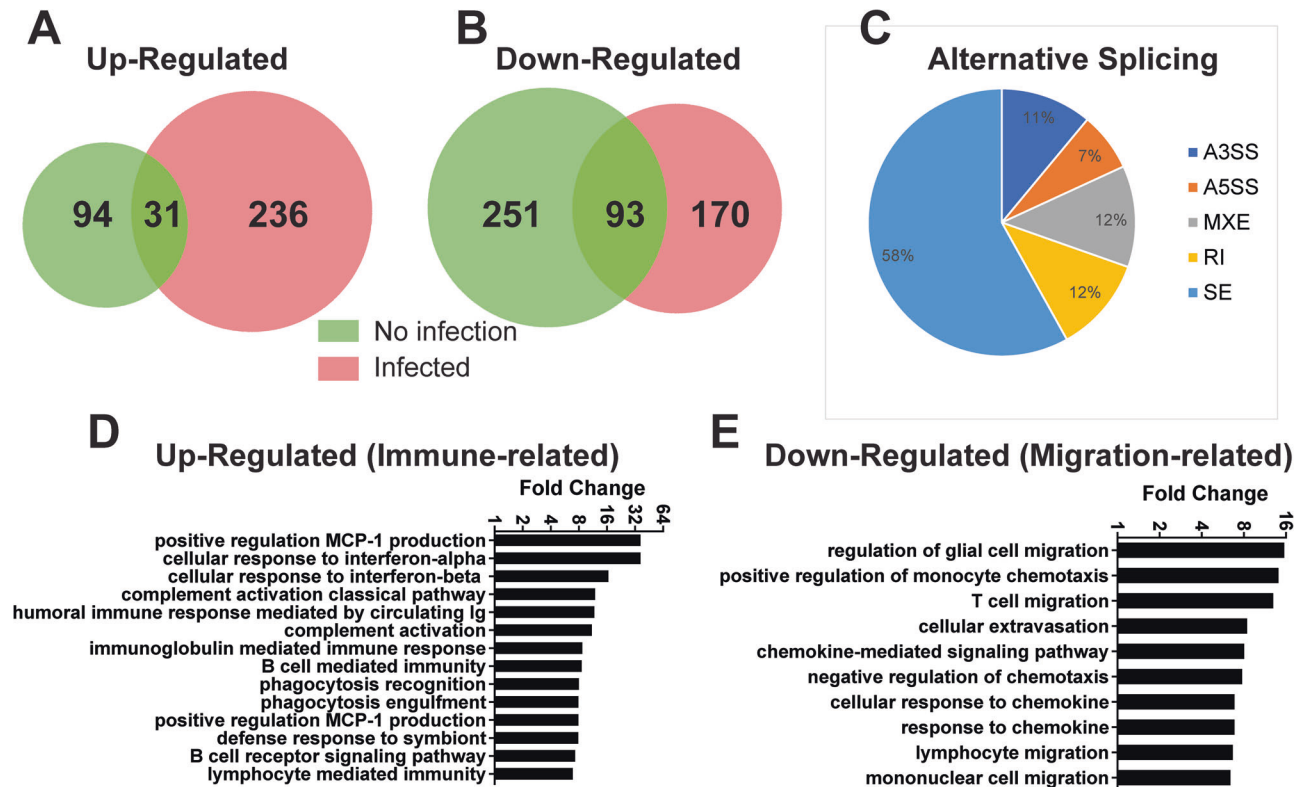 A
Up-Regulated
94
31
236
B
Down-Regulated
251
93
170
No infection
Infected
C
Alternative Splicing
11%
7%
12%
12%
58%
A3SS
A5SS
MXE
RI
SE
D
Up-Regulated (Immune-related)
Fold Change
1 2 4 8 16 32 64
positive regulation MCP-1 production
cellular response to interferon-alpha
cellular response to interferon-beta
complement activation classical pathway
humoral immune response mediated by circulating Ig
complement activation
immunoglobulin mediated immune response
B cell mediated immunity
phagocytosis recognition
phagocytosis engulfment
positive regulation MCP-1 production
defense response to symbiont
B cell receptor signaling pathway
lymphocyte mediated immunity
E
Down-Regulated (Migration-related)
Fold Change
1 2 4 8 16
regulation of glial cell migration
positive regulation of monocyte chemotaxis
T cell migration
cellular extravasation
chemokine-mediated signaling pathway
negative regulation of chemotaxis
cellular response to chemokine
response to chemokine
lymphocyte migration
mononuclear cell migration